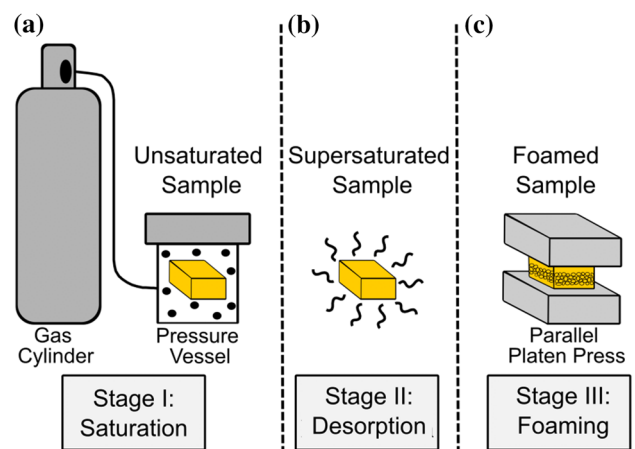 (a)
Unsaturated
Sample
Gas
Cylinder
Pressure
Vessel
Stage I:
Saturation
(b)
Supersaturated
Sample
Stage II:
Desorption
(c)
Foamed
Sample
Parallel
Platen Press
Stage III:
Foaming